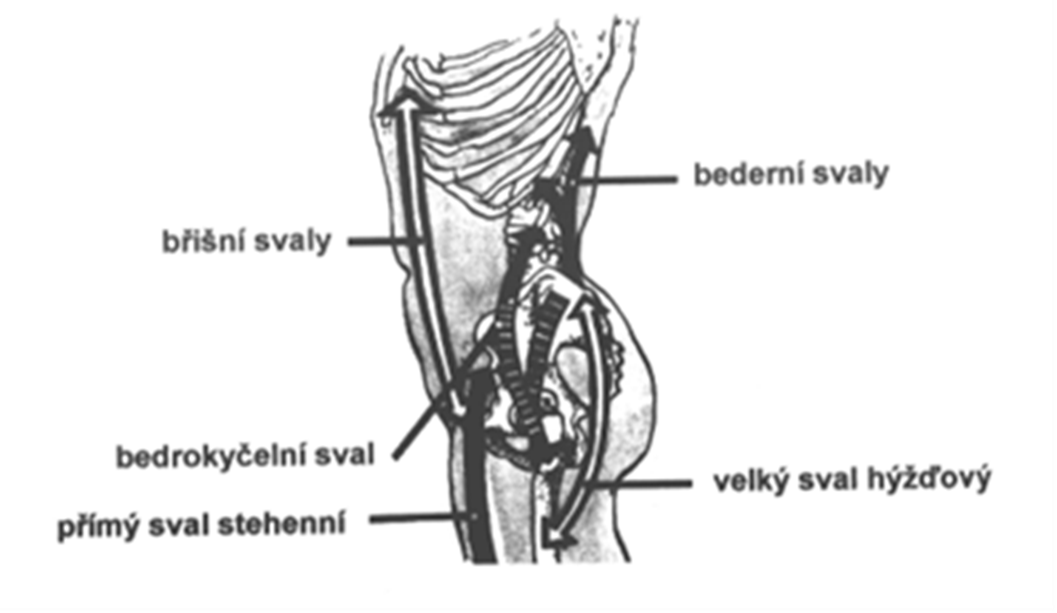 bederní svaly
břišní svaly
bedrokyčelní sval
velký sval hýžďový
přímý sval stehenní